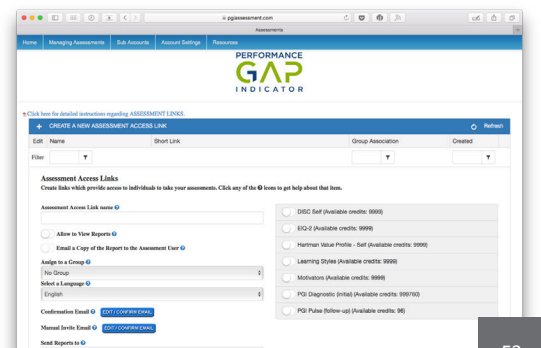 pgiassessment.com
Assessments
Home Managing Assessments Sub Accounts Account Settings Resources
PERFORMANCE
GAP
INDICATOR
Click here for detailed instructions regarding ASSESSMENT LINKS.
+ CREATE A NEW ASSESSMENT ACCESS LINK Refresh
Edit Name Short Link Group Association Created
Filter
Assessment Access Links
Create links which provide access to individuals to take your assessments. Click any of the icons to get help about that item.
Assessment Access Link name
Allow to View Reports
Email a Copy of the Report to the Assessment User
Assign to a Group
No Group
Select a Language
English
Confirmation Email EDIT / CONFIRM EMAIL
Manual Invite Email EDIT / CONFIRM EMAIL
Send Reports to
DISC Self (Available credits: 9999)
EIQ-2 (Available credits: 9999)
Hartman Value Profile - Self (Available credits: 9999)
Learning Styles (Available credits: 9999)
Motivators (Available credits: 9999)
PGI Diagnostic (initial) (Available credits: 999760)
PGI Pulse (follow-up) (Available credits: 96)